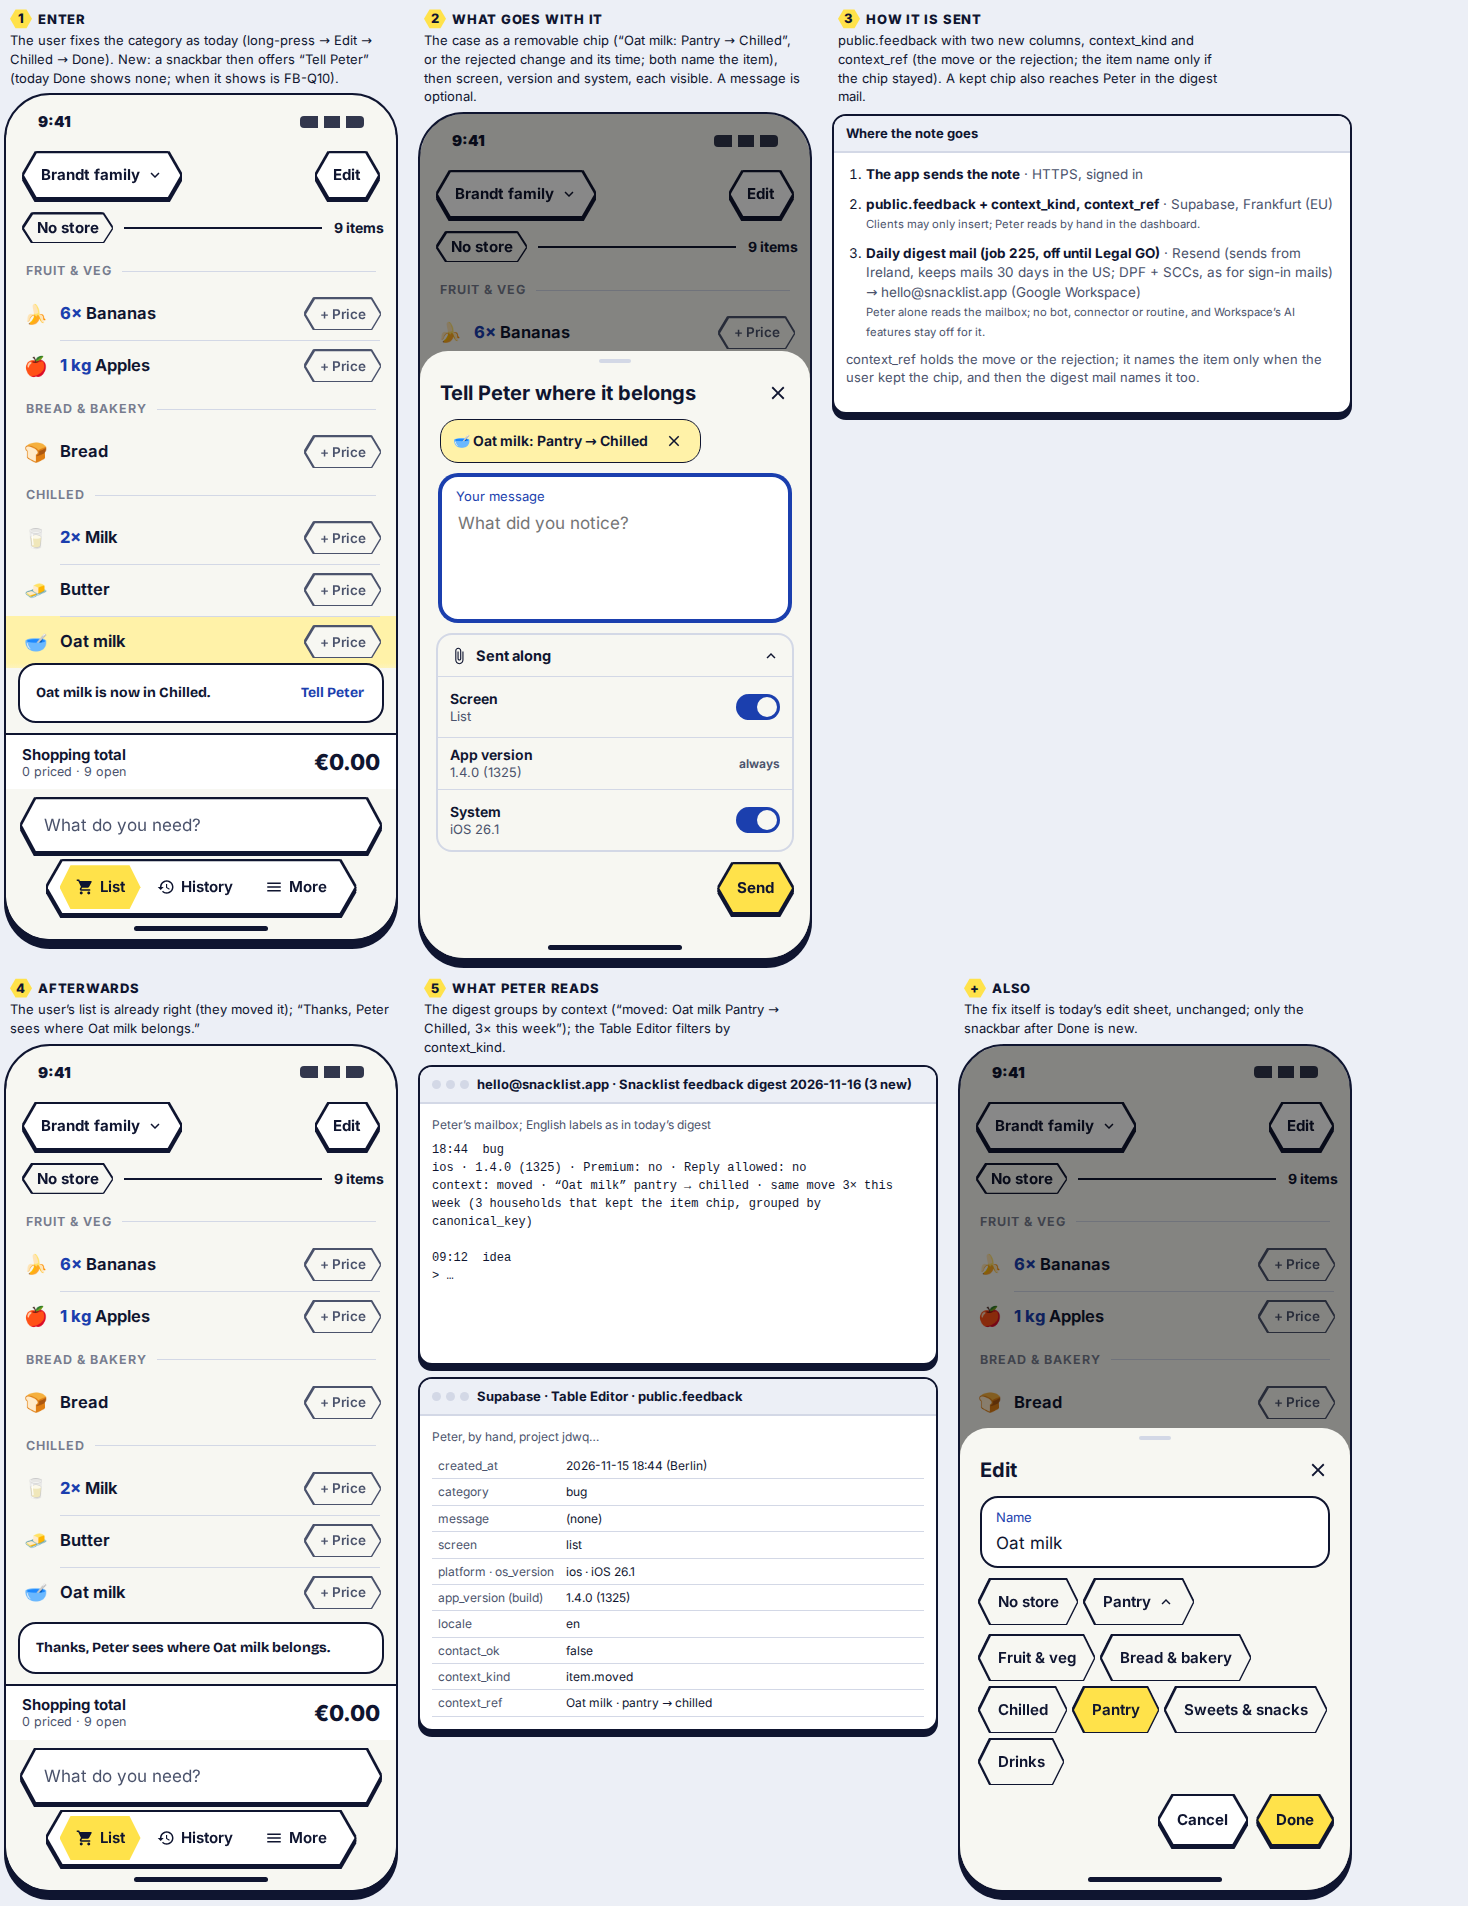 1 ENTER
The user fixes the category as today (long-press → Edit →
Chilled → Done). New: a snackbar then offers “Tell Peter”
(today Done shows none; when it shows is FB-Q10).
9:41
Brandt family
Edit
No store
9 items
FRUIT & VEG
6× Bananas
+ Price
1 kg Apples
+ Price
BREAD & BAKERY
Bread
+ Price
CHILLED
2× Milk
+ Price
Butter
+ Price
Oat milk
+ Price
Oat milk is now in Chilled.
Tell Peter
Shopping total
0 priced · 9 open
€0.00
What do you need?
List
History
More
2 WHAT GOES WITH IT
The case as a removable chip (“Oat milk: Pantry → Chilled”,
or the rejected change and its time; both name the item),
then screen, version and system, each visible. A message is
optional.
9:41
Brandt family
Edit
No store
9 items
FRUIT & VEG
6× Bananas
+ Price
Tell Peter where it belongs
Oat milk: Pantry → Chilled
Your message
What did you notice?
Sent along
Screen
List
App version
1.4.0 (1325)
always
System
iOS 26.1
Send
3 HOW IT IS SENT
public.feedback with two new columns, context_kind and
context_ref (the move or the rejection; the item name only if
the chip stayed). A kept chip also reaches Peter in the digest
mail.
Where the note goes
1. The app sends the note · HTTPS, signed in
2. public.feedback + context_kind, context_ref · Supabase, Frankfurt (EU)
Clients may only insert; Peter reads by hand in the dashboard.
3. Daily digest mail (job 225, off until Legal GO) · Resend (sends from
Ireland, keeps mails 30 days in the US; DPF + SCCs, as for sign-in mails)
→ hello@snacklist.app (Google Workspace)
Peter alone reads the mailbox; no bot, connector or routine, and Workspace’s AI
features stay off for it.
context_ref holds the move or the rejection; it names the item only when the
user kept the chip, and then the digest mail names it too.
4 AFTERWARDS
The user’s list is already right (they moved it); “Thanks, Peter
sees where Oat milk belongs.”
9:41
Brandt family
Edit
No store
9 items
FRUIT & VEG
6× Bananas
+ Price
1 kg Apples
+ Price
BREAD & BAKERY
Bread
+ Price
CHILLED
2× Milk
+ Price
Butter
+ Price
Oat milk
+ Price
Thanks, Peter sees where Oat milk belongs.
Shopping total
0 priced · 9 open
€0.00
What do you need?
List
History
More
5 WHAT PETER READS
The digest groups by context (“moved: Oat milk Pantry →
Chilled, 3× this week”); the Table Editor filters by
context_kind.
hello@snacklist.app · Snacklist feedback digest 2026-11-16 (3 new)
Peter’s mailbox; English labels as in today’s digest
18:44 bug
ios · 1.4.0 (1325) · Premium: no · Reply allowed: no
context: moved · “Oat milk” pantry → chilled · same move 3× this
week (3 households that kept the item chip, grouped by
canonical_key)
09:12 idea
> …
Supabase · Table Editor · public.feedback
Peter, by hand, project jdwq…
created_at 2026-11-15 18:44 (Berlin)
category bug
message (none)
screen list
platform · os_version ios · iOS 26.1
app_version (build) 1.4.0 (1325)
locale en
contact_ok false
context_kind item.moved
context_ref Oat milk · pantry → chilled
+ ALSO
The fix itself is today’s edit sheet, unchanged; only the
snackbar after Done is new.
9:41
Brandt family
Edit
No store
9 items
FRUIT & VEG
6× Bananas
+ Price
1 kg Apples
+ Price
BREAD & BAKERY
Bread
+ Price
Edit
Name
Oat milk
No store
Pantry
Fruit & veg
Bread & bakery
Chilled
Pantry
Sweets & snacks
Drinks
Cancel
Done